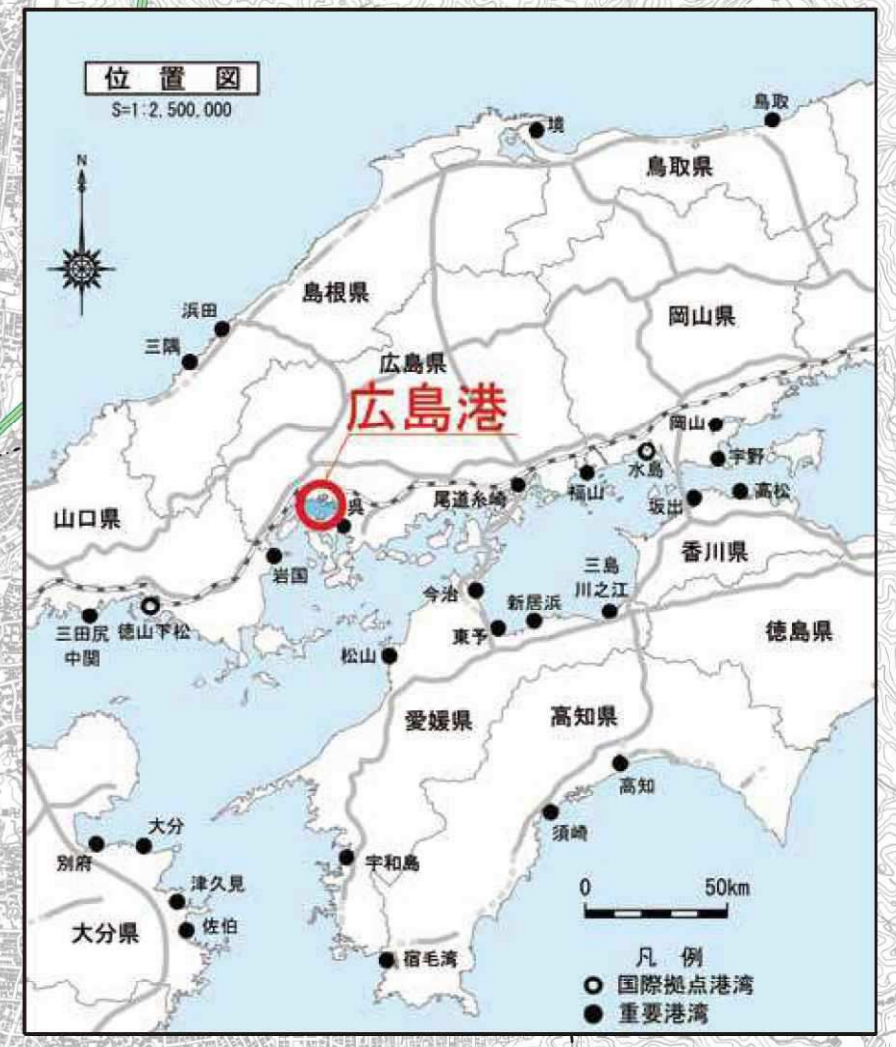 位置図
S=1:2,500,000
N
鳥取
境
鳥取県
島根県
浜田
三隅
岡山県
広島県
広島港
岡山
水島
宇野
呉
尾道糸崎
福山
坂出
高松
山口県
香川県
岩国
三島
川之江
今治
新居浜
東予
三田尻
中関
徳山下松
徳島県
松山
愛媛県
高知県
高知
須崎
大分
別府
宇和島
津久見
佐伯
大分県
宿毛湾
0 50km
凡例
国際拠点港湾
重要港湾